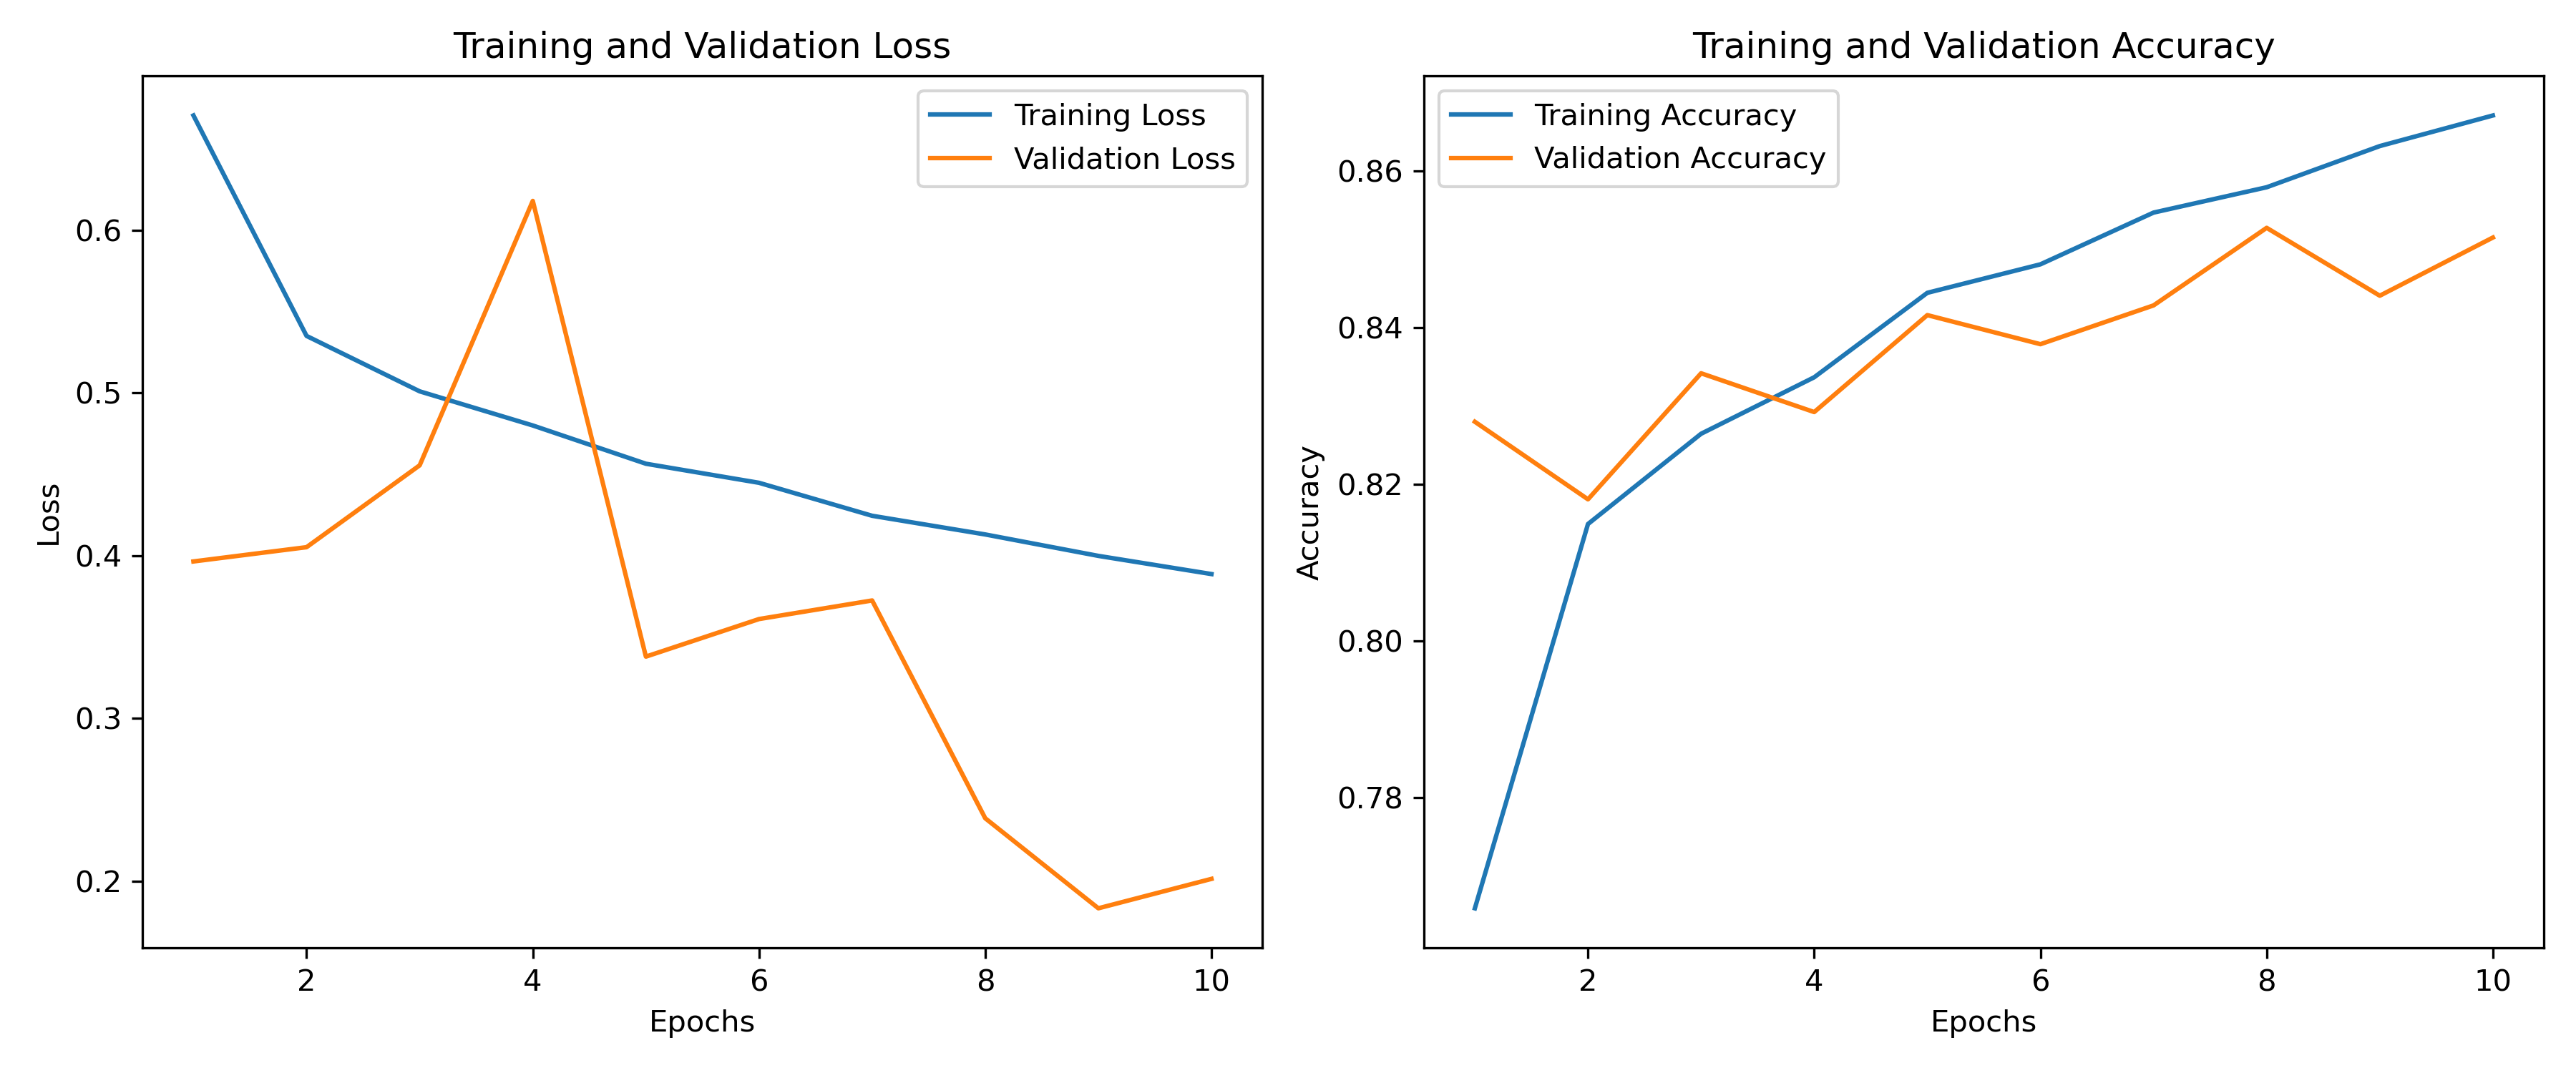 Training and Validation Loss
Training Loss
Validation Loss
0.6
0.5
0.4
0.3
0.2
Loss
2 4 6 8 10
Epochs
Training and Validation Accuracy
Training Accuracy
Validation Accuracy
0.86
0.84
0.82
0.80
0.78
Accuracy
2 4 6 8 10
Epochs